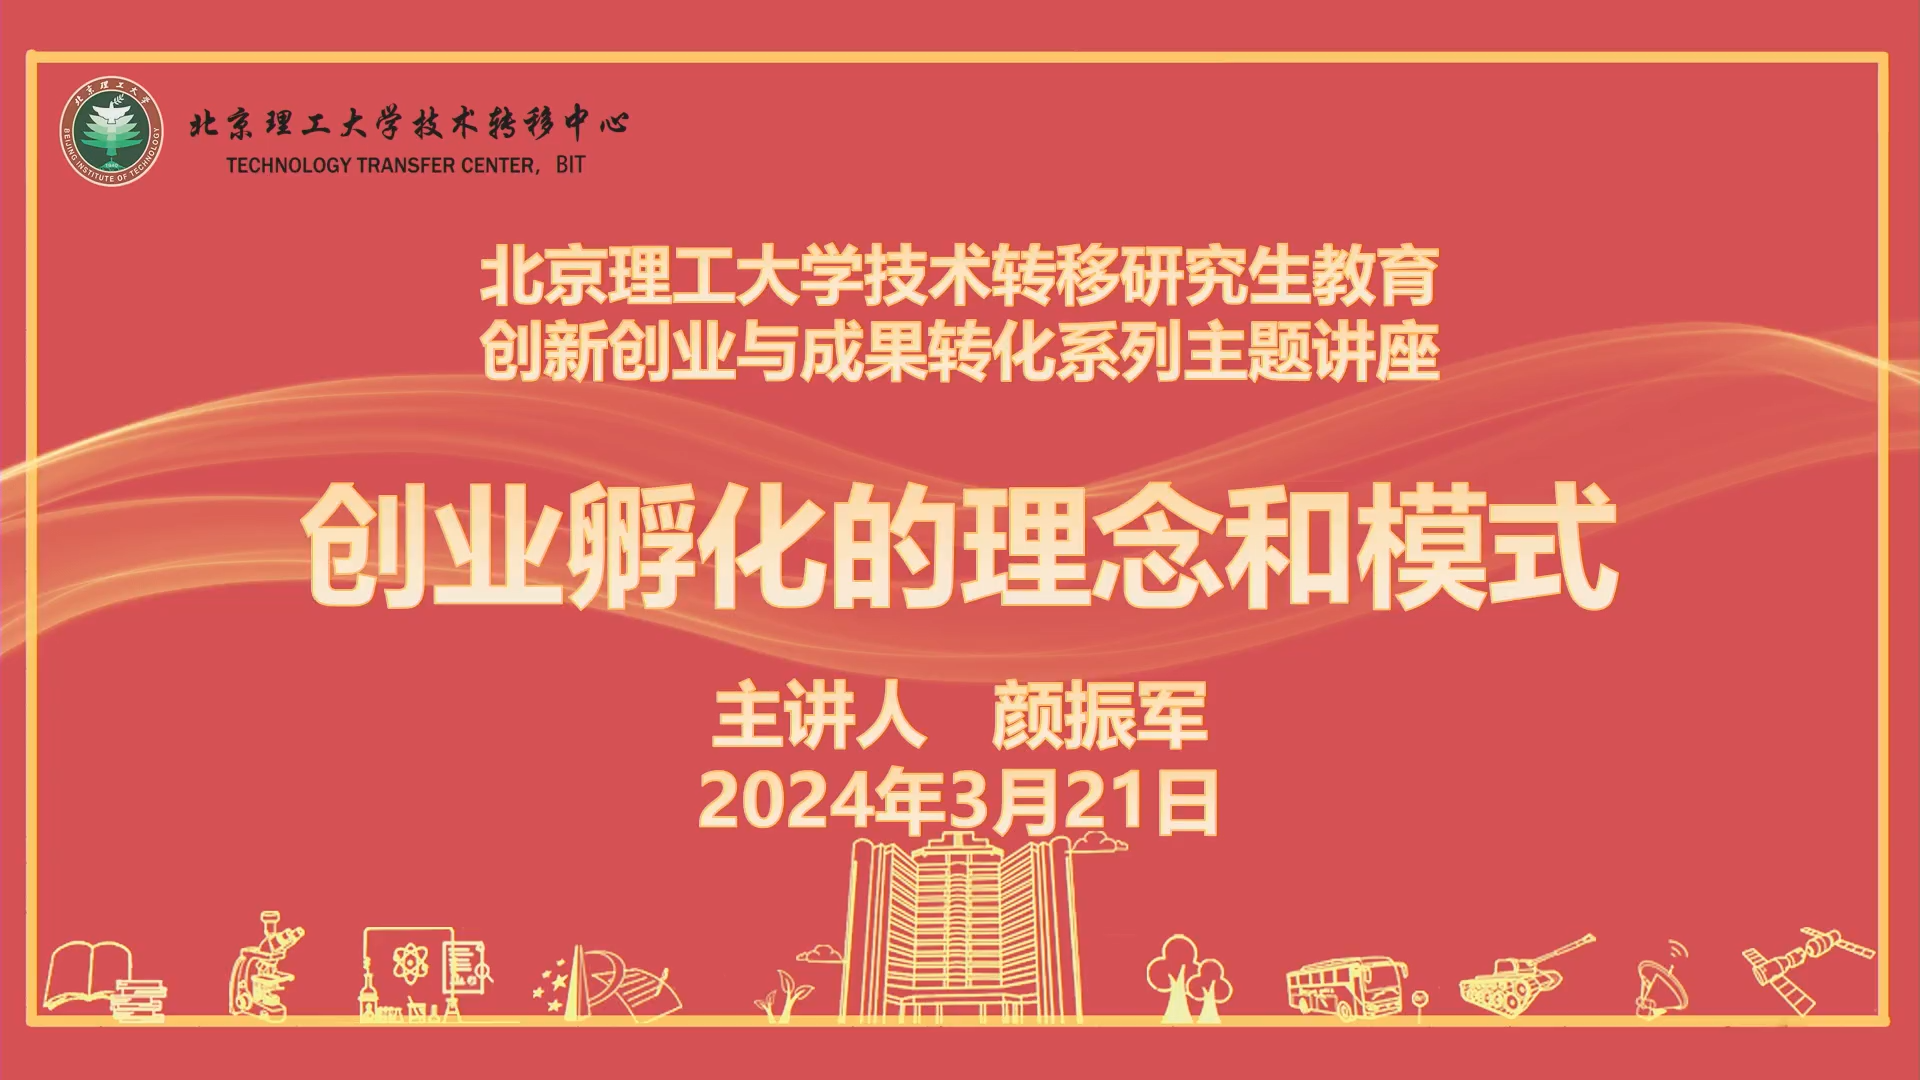 北京理工大学
BEIJING INSTITUTE OF TECHNOLOGY
1940
北京理工大学技术转移中心
TECHNOLOGY TRANSFER CENTER, BIT
北京理工大学技术转移研究生教育
创新创业与成果转化系列主题讲座
创业孵化的理念和模式
主讲人 颜振军
2024年3月21日